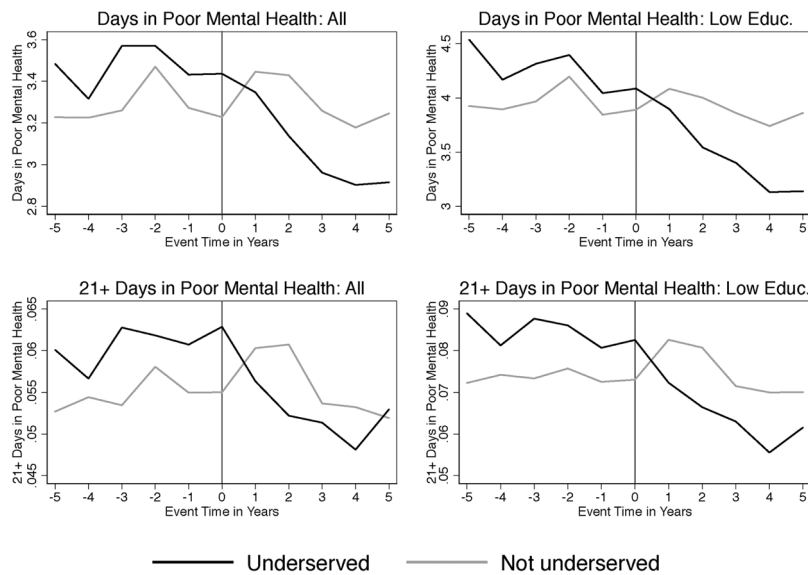 Days in Poor Mental Health: All
Days in Poor Mental Health
3.6
3.4
3.2
3
2.8
-5 -4 -3 -2 -1 0 1 2 3 4 5
Event Time in Years
Days in Poor Mental Health: Low Educ.
Days in Poor Mental Health
4.5
4
3.5
3
-5 -4 -3 -2 -1 0 1 2 3 4 5
Event Time in Years
21+ Days in Poor Mental Health: All
21+ Days in Poor Mental Health
.065
.06
.055
.05
.045
-5 -4 -3 -2 -1 0 1 2 3 4 5
Event Time in Years
21+ Days in Poor Mental Health: Low Educ.
21+ Days in Poor Mental Health
.09
.08
.07
.06
.05
-5 -4 -3 -2 -1 0 1 2 3 4 5
Event Time in Years
Underserved Not underserved